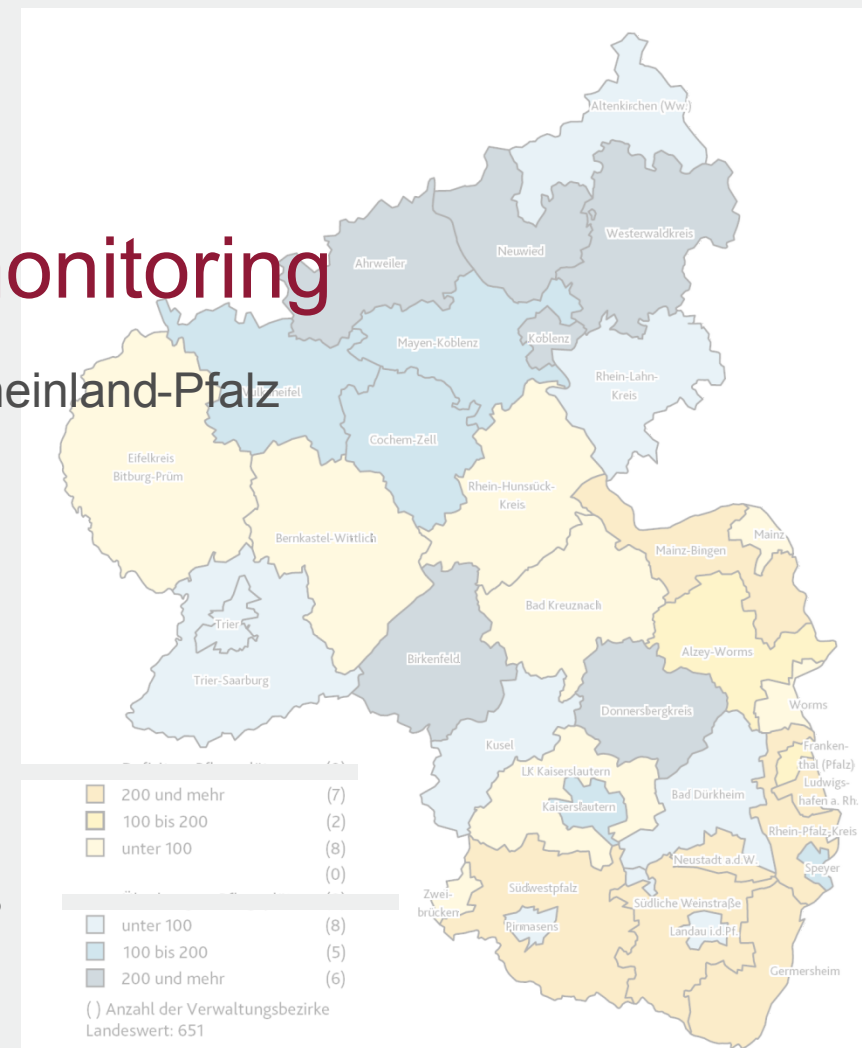 Altenkirchen (Ww.)
Westerwaldkreis
Neuwied
onitoring
Ahrweiler
Koblenz
Mayen-Koblenz
Rhein-Lahn-
Kreis
einland-Pfalz
Cochem-Zell
Eifelkreis
Bitburg-Prüm
Rhein-Hunsrück-
Kreis
Bernkastel-Wittlich
Mainz
Mainz-Bingen
Bad Kreuznach
Trier
Alzey-Worms
Birkenfeld
Trier-Saarburg
Worms
Donnersbergkreis
Kusel
Franken-
thal (Pfalz)
LK Kaiserslautern
Ludwigs-
hafen a. Rh.
Bad Dürkheim
Kaiserslautern
Rhein-Pfalz-Kreis
Neustadt a.d.W.
Speyer
Zwei-
brücken
Südwestpfalz
Südliche Weinstraße
Pirmasens
Landau i.d.Pf.
Germersheim
200 und mehr (7)
100 bis 200 (2)
unter 100 (8)
(0)
unter 100 (8)
100 bis 200 (5)
200 und mehr (6)
( ) Anzahl der Verwaltungsbezirke
Landeswert: 651